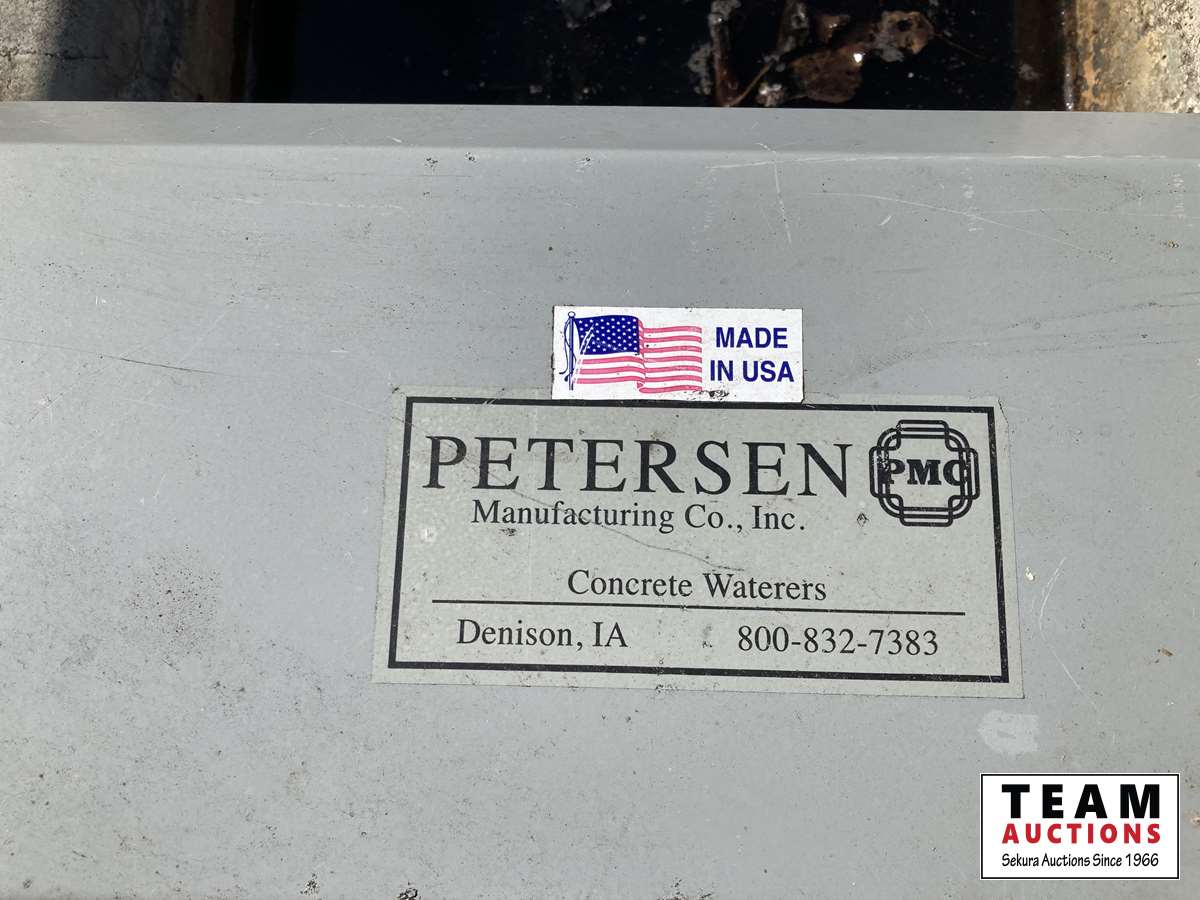 MADE
IN USA
PETERSEN
PMC
Manufacturing Co., Inc.
Concrete Waterers
Denison, IA 800-832-7383
TEAM
AUCTIONS
Sekura Auctions Since 1966